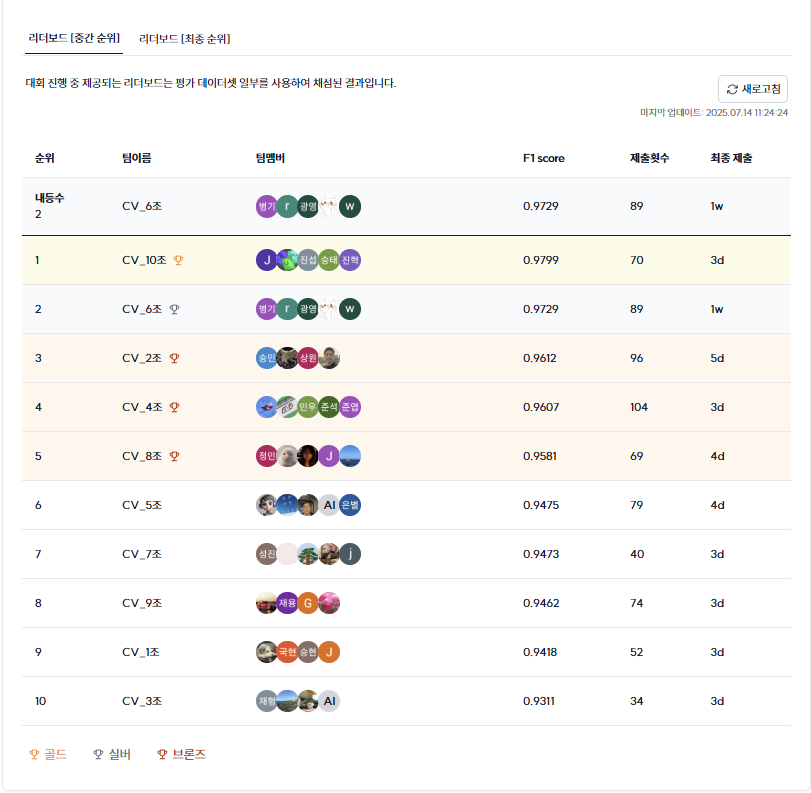 리더보드 [중간 순위] 리더보드 [최종 순위]
대회 진행 중 제공되는 리더보드는 평가 데이터셋 일부를 사용하여 채점된 결과입니다.
새로고침
마지막 업데이트: 2025.07.14 11:24:24
순위 팀이름 팀멤버 F1 score 제출횟수 최종 제출
내등수
2 CV_6조 병기 r 광영 W 0.9729 89 1w
1 CV_10조 J 진섭 승태 진혁 0.9799 70 3d
2 CV_6조 병기 r 광영 W 0.9729 89 1w
3 CV_2조 승민 상원 0.9612 96 5d
4 CV_4조 민우 준석 준엽 0.9607 104 3d
5 CV_8조 정민 J 0.9581 69 4d
6 CV_5조 AI 은별 0.9475 79 4d
7 CV_7조 성진 j 0.9473 40 3d
8 CV_9조 재용 G 0.9462 74 3d
9 CV_1조 국현 승현 J 0.9418 52 3d
10 CV_3조 재형 AI 0.9311 34 3d
골드 실버 브론즈